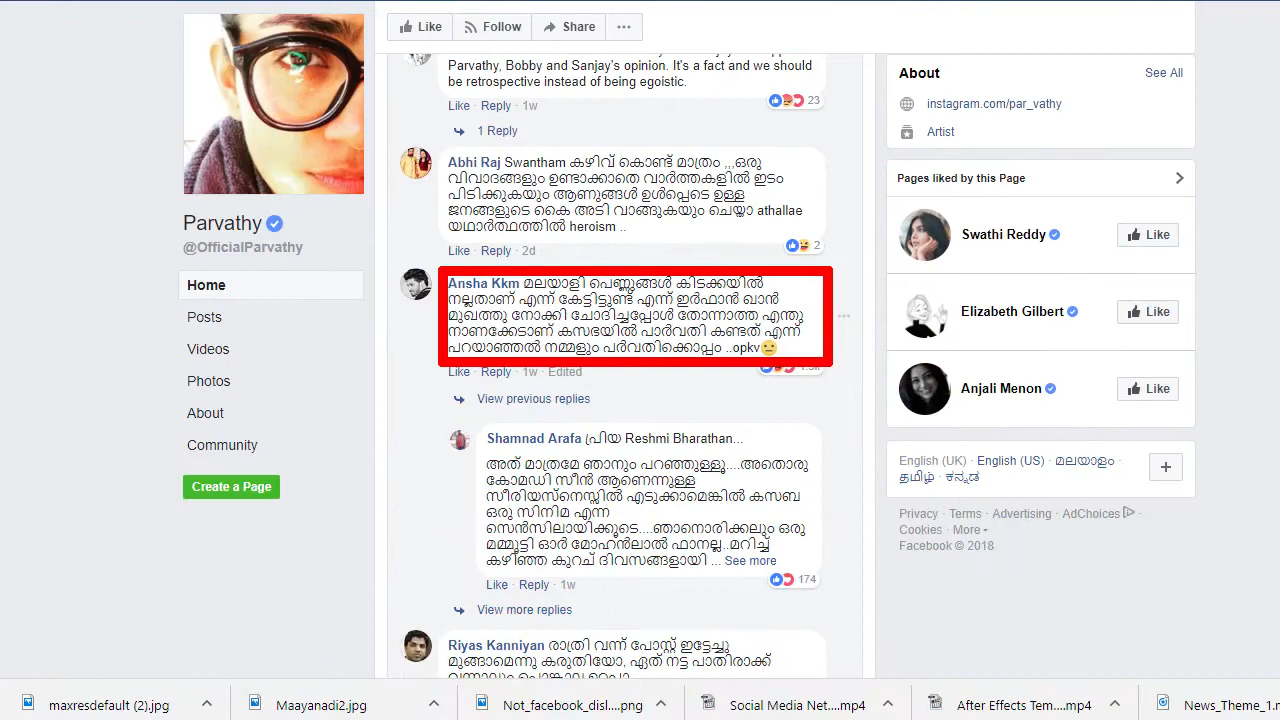 Like
Follow
Share
Parvathy, Bobby and Sanjay's opinion. It's a fact and we should
be retrospective instead of being egoistic.
Like · Reply · 1w
23
1 Reply
Abhi Raj Swantham കഴിവ് കൊണ്ട് മാത്രം ,,,ഒരു
വിവാദങ്ങളും ഉണ്ടാക്കാതെ വാർത്തകളിൽ ഇടം
പിടിക്കുകയും ആണുങ്ങൾ ഉൾപ്പെടെ ഉള്ള
ജനങ്ങളുടെ കൈ അടി വാങ്ങുകയും ചെയ്യാ athallae
യഥാർത്ഥത്തിൽ heroism ..
Like · Reply · 2d
2
Ansha Kkm മലയാളി പെണ്ണുങ്ങൾ കിടക്കയിൽ
നല്ലതാണ് എന്ന് കേട്ടിട്ടുണ്ട് എന്ന് ഇർഫാൻ ഖാൻ
മുഖത്തു നോക്കി ചോദിച്ചപ്പോൾ തോന്നാത്ത എന്തു
നാണക്കേടാണ് കസഭയിൽ പാർവതി കണ്ടത് എന്ന്
പറയാഞ്ഞൽ നമ്മളും പർവതിക്കൊപ്പം ..opkv
Like · Reply · 1w · Edited
View previous replies
Shamnad Arafa പ്രിയ Reshmi Bharathan...
അത് മാത്രമേ ഞാനും പറഞ്ഞുള്ളൂ....അതൊരു
കോമഡി സീൻ ആണെന്നുള്ള
സീരിയസ്നെസ്സിൽ എടുക്കാമെങ്കിൽ കസബ
ഒരു സിനിമ എന്ന
സെൻസിലായിക്കൂടെ....ഞാനൊരിക്കലും ഒരു
മമ്മൂട്ടി ഓർ മോഹൻലാൽ ഫാനല്ല..മറിച്ച്
കഴിഞ്ഞ കുറച് ദിവസങ്ങളായി ... See more
174
Like · Reply · 1w
View more replies
Riyas Kanniyan രാത്രി വന്ന് പോസ്റ്റ് ഇട്ടേച്ചു
മുങ്ങാമെന്നു കരുതിയോ, ഏത് നട്ട പാതിരാക്ക്
Parvathy
@OfficialParvathy
Home
Posts
Videos
Photos
About
Community
Create a Page
About
See All
instagram.com/par_vathy
Artist
Pages liked by this Page
Swathi Reddy
Like
Elizabeth Gilbert
Like
Anjali Menon
Like
English (UK) · English (US) · മലയാളം ·
தமிழ் · ಕನ್ನಡ
Privacy · Terms · Advertising · AdChoices ·
Cookies · More
Facebook © 2018
maxresdefault (2).jpg
Maayanadi2.jpg
Not_facebook_disl....png
Social Media Net....mp4
After Effects Tem....mp4
News_Theme_1.